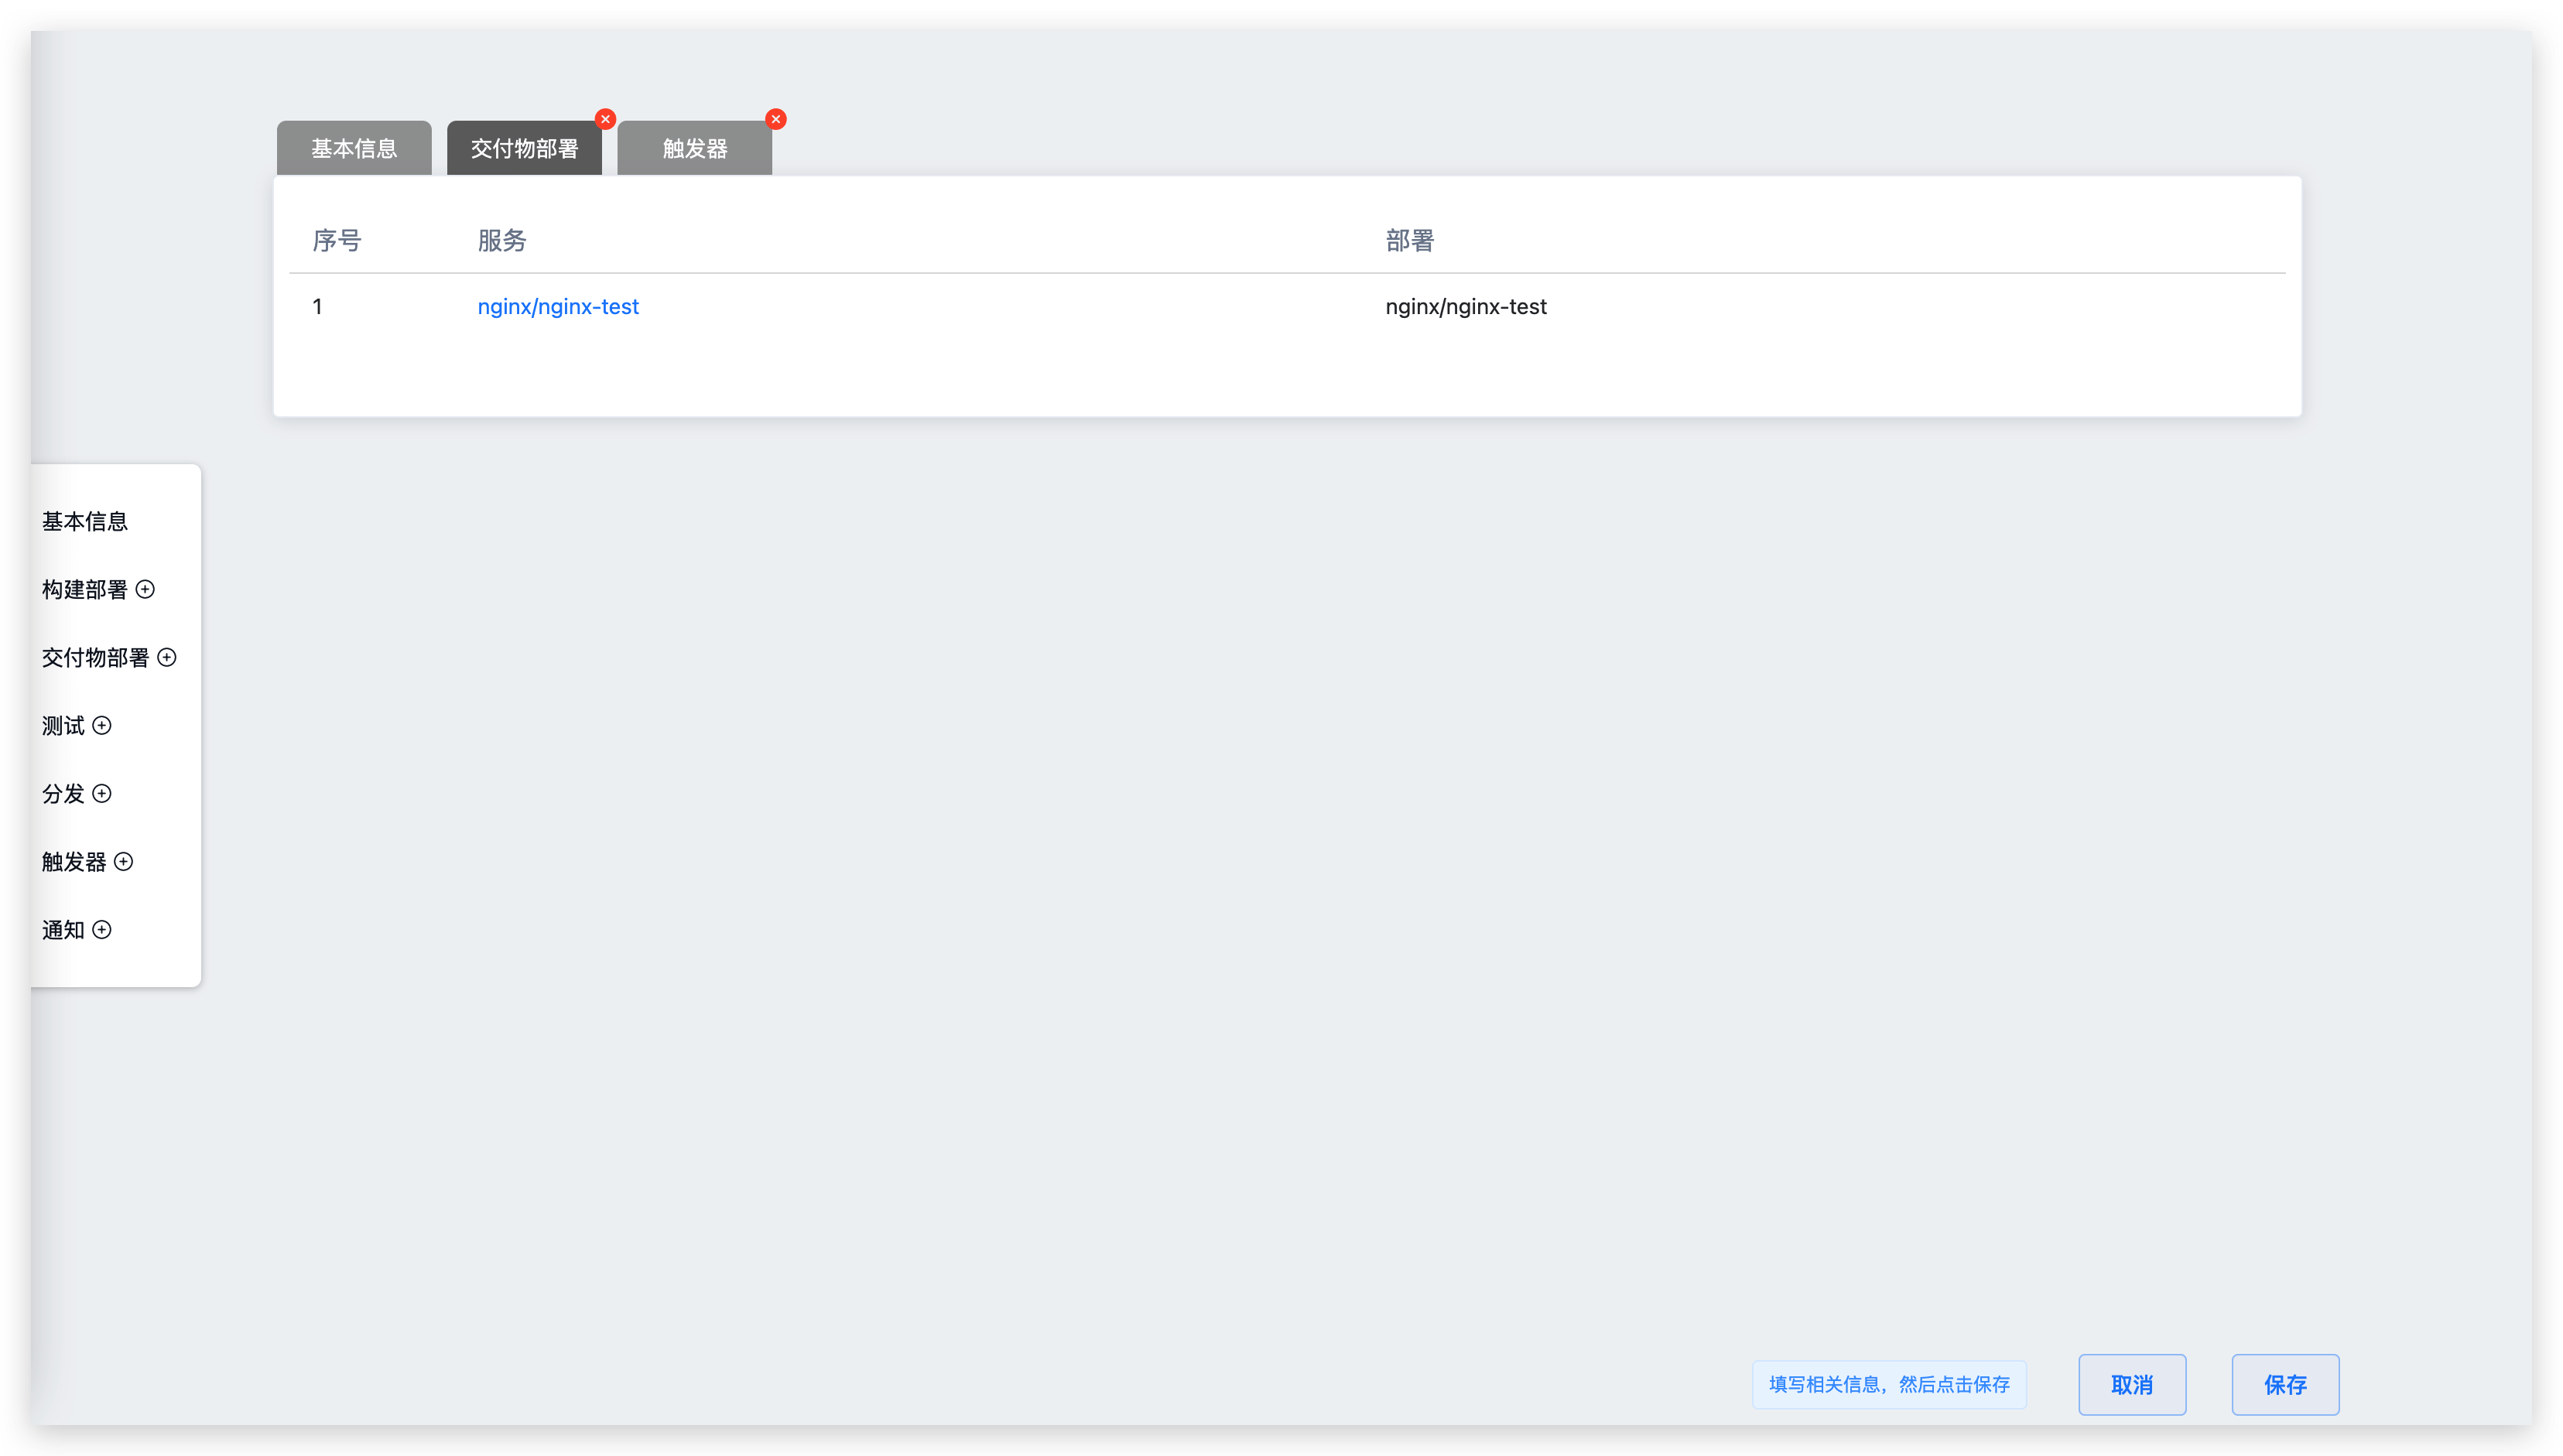 基本信息
交付物部署
触发器
序号 服务 部署
1 nginx/nginx-test nginx/nginx-test
基本信息
构建部署
交付物部署
测试
分发
触发器
通知
填写相关信息，然后点击保存
取消
保存